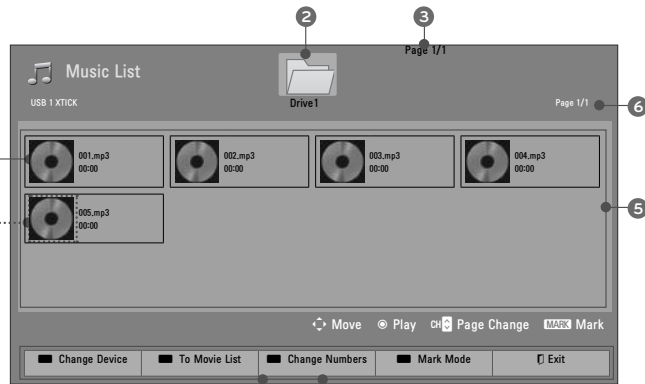 2
3
Page 1/1
Music List
USB 1 XTICK
Drive1
Page 1/1
6
001.mp3
00:00
002.mp3
00:00
003.mp3
00:00
004.mp3
00:00
005.mp3
00:00
5
Move
Play
CH Page Change
MARK Mark
Change Device
To Movie List
Change Numbers
Mark Mode
Exit